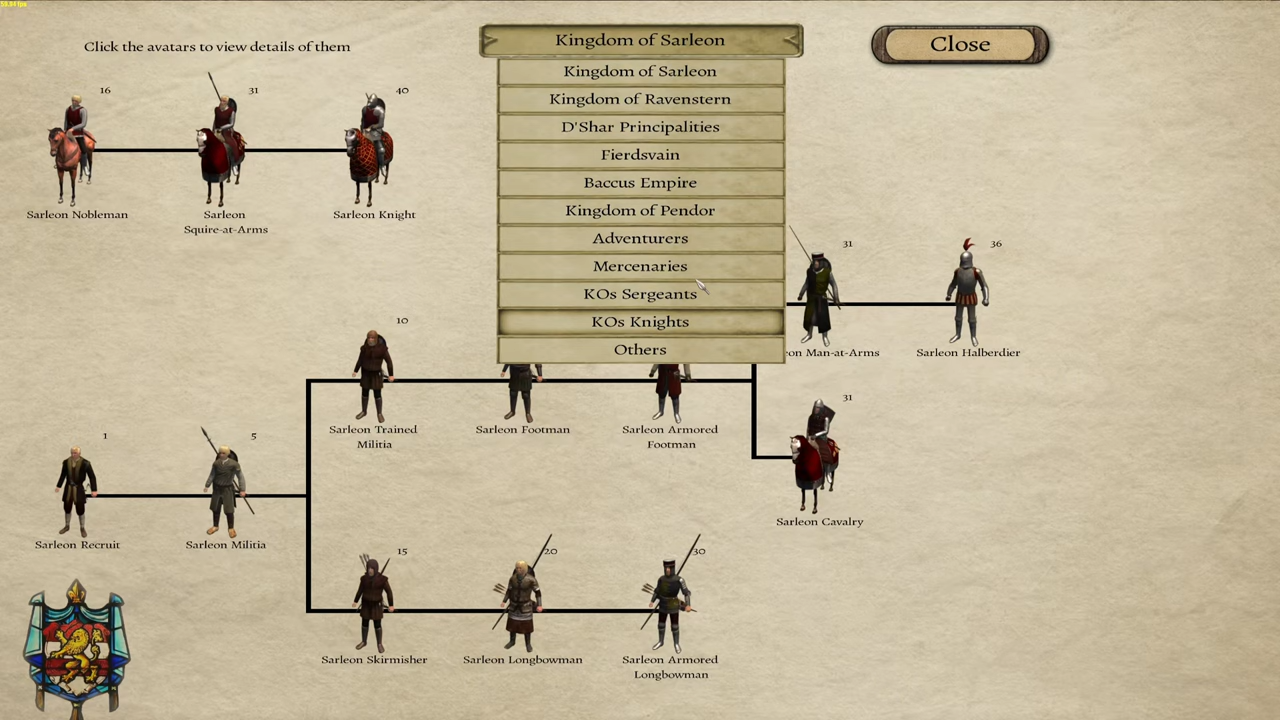 59.84 fps
Click the avatars to view details of them
Kingdom of Sarleon
Close
Kingdom of Sarleon
Kingdom of Ravenstern
D'Shar Principalities
Fierdsvain
Baccus Empire
Kingdom of Pendor
Adventurers
Mercenaries
KOs Sergeants
KOs Knights
Others
16
31
40
Sarleon Nobleman
Sarleon
Squire-at-Arms
Sarleon Knight
31
36
on Man-at-Arms
Sarleon Halberdier
10
Sarleon Trained
Militia
Sarleon Footman
Sarleon Armored
Footman
31
Sarleon Cavalry
1
5
Sarleon Recruit
Sarleon Militia
15
20
30
Sarleon Skirmisher
Sarleon Longbowman
Sarleon Armored
Longbowman